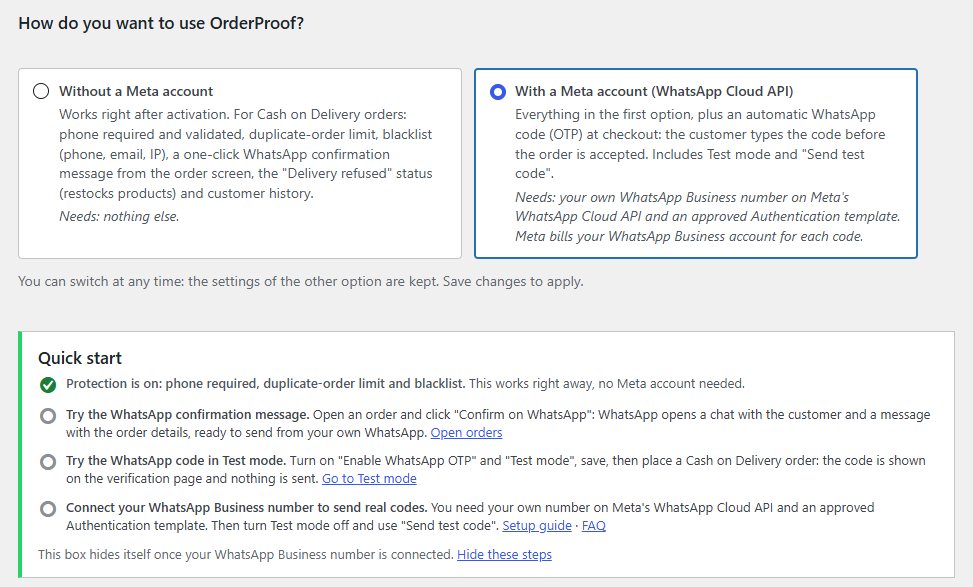 How do you want to use OrderProof?
Without a Meta account
Works right after activation. For Cash on Delivery orders:
phone required and validated, duplicate-order limit, blacklist
(phone, email, IP), a one-click WhatsApp confirmation
message from the order screen, the "Delivery refused" status
(restocks products) and customer history.
Needs: nothing else.
With a Meta account (WhatsApp Cloud API)
Everything in the first option, plus an automatic WhatsApp
code (OTP) at checkout: the customer types the code before
the order is accepted. Includes Test mode and "Send test
code".
Needs: your own WhatsApp Business number on Meta's
WhatsApp Cloud API and an approved Authentication template.
Meta bills your WhatsApp Business account for each code.
You can switch at any time: the settings of the other option are kept. Save changes to apply.
Quick start
Protection is on: phone required, duplicate-order limit and blacklist. This works right away, no Meta account needed.
Try the WhatsApp confirmation message. Open an order and click "Confirm on WhatsApp": WhatsApp opens a chat with the customer and a message
with the order details, ready to send from your own WhatsApp. Open orders
Try the WhatsApp code in Test mode. Turn on "Enable WhatsApp OTP" and "Test mode", save, then place a Cash on Delivery order: the code is shown
on the verification page and nothing is sent. Go to Test mode
Connect your WhatsApp Business number to send real codes. You need your own number on Meta's WhatsApp Cloud API and an approved
Authentication template. Then turn Test mode off and use "Send test code". Setup guide · FAQ
This box hides itself once your WhatsApp Business number is connected. Hide these steps